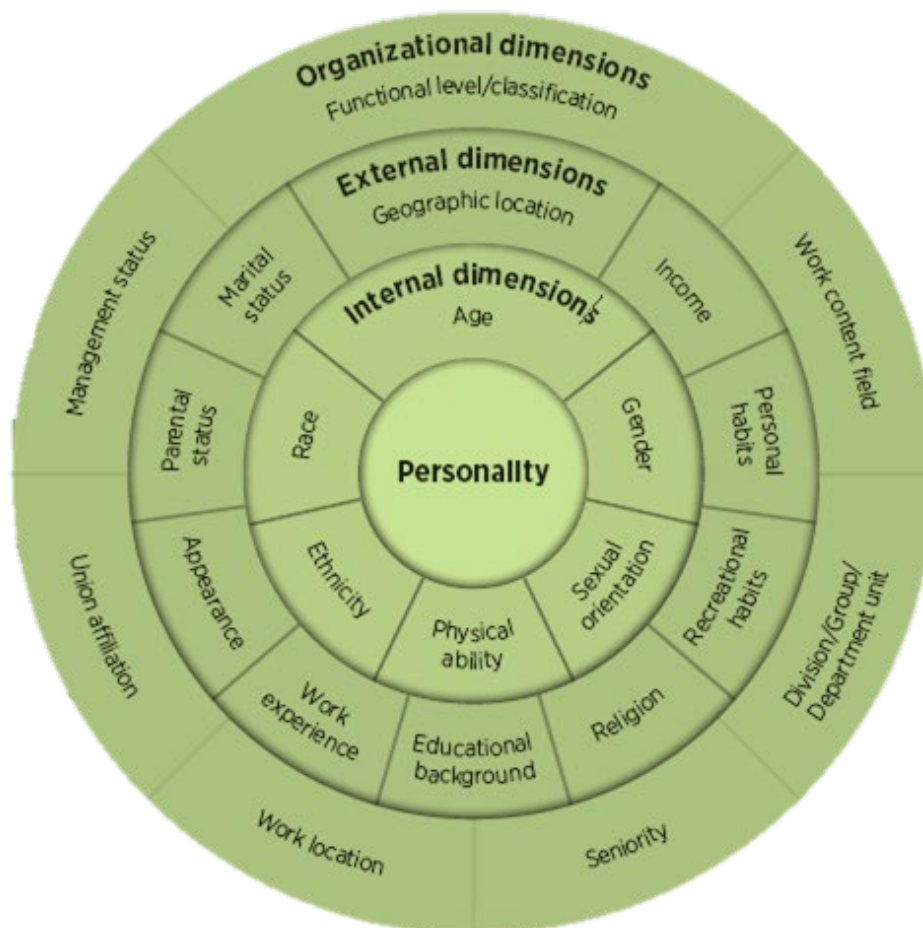 Organizational dimensions
Functional level/classification
External dimensions
Geographic location
Internal dimensions
Age
Personality
Management status
Marital
status
Income
Work content field
Parental
status
Race
Gender
Personal
habits
Union affiliation
Appearance
Ethnicity
Physical
ability
Sexual
orientation
Recreational
habits
Division/Group/
Department unit
Work
experience
Educational
background
Religion
Work location
Seniority